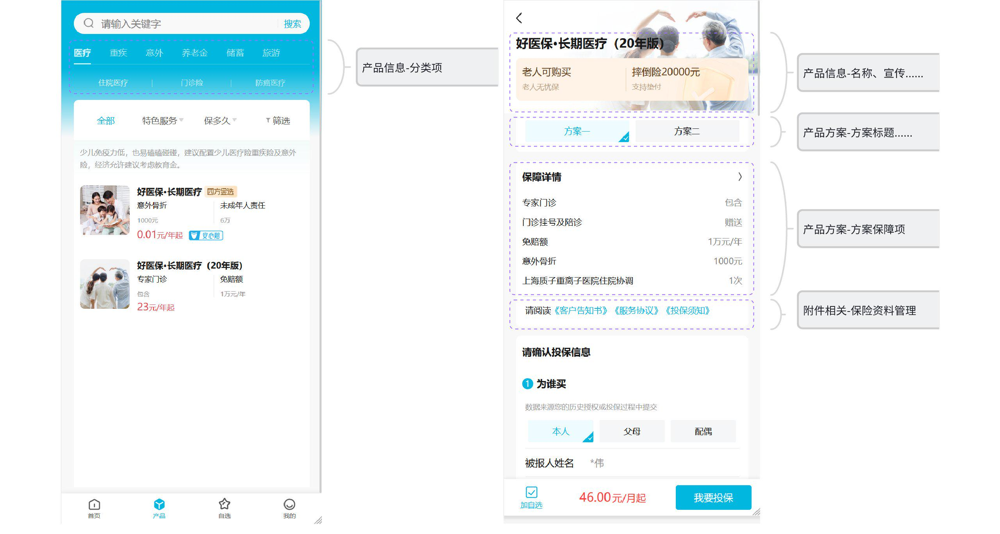 请输入关键字
搜索
医疗 重疾 意外 养老金 储蓄 旅游
住院医疗 门诊险 防癌医疗
产品信息-分类项
全部 特色服务 保多久 筛选
少儿免疫力低，也易磕磕碰碰，建议配置少儿医疗险重疾险及意外
险，经济允许建议考虑教育金。
好医保·长期医疗 四方金选
意外骨折 未成年人责任
1000元 6万
0.01元/年起 安心赔
好医保·长期医疗（20年版）
专家门诊 免赔额
包含 1万元/年
23元/年起
首页 产品 自选 我的
好医保·长期医疗（20年版）
老人可购买 摔倒险20000元
老人无忧保 支持垫付
产品信息-名称、宣传......
方案一 方案二
产品方案-方案标题......
保障详情
专家门诊 包含
门诊挂号及陪诊 赠送
免赔额 1万元/年
意外骨折 1000元
上海质子重离子医院住院协调 1次
产品方案-方案保障项
请阅读《客户告知书》《服务协议》《投保须知》
附件相关-保险资料管理
请确认投保信息
1 为谁买
数据来源您的历史授权或投保过程中提交
本人 父母 配偶
被报人姓名 *伟
加自选
46.00元/月起
我要投保